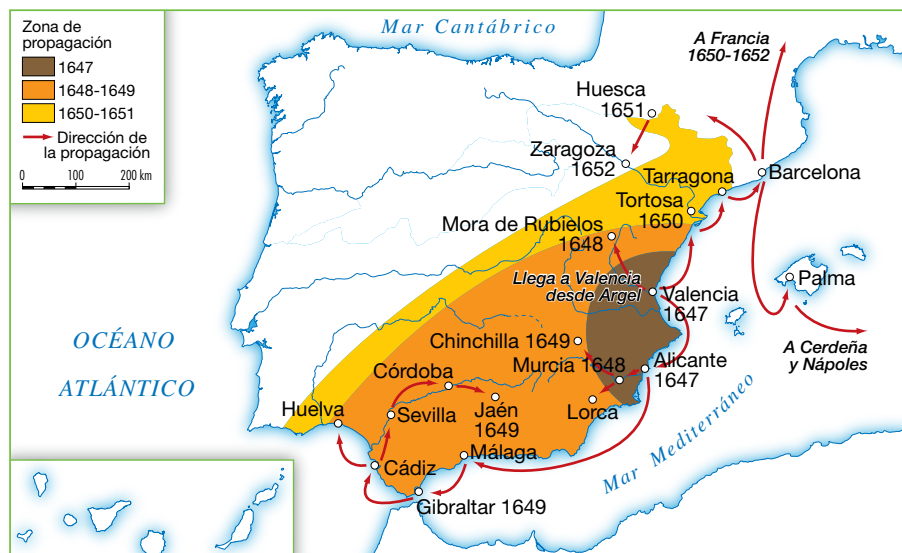 Zona de
propagación
1647
1648-1649
1650-1651
Dirección de
la propagación
0 100 200 km
Mar Cantábrico
A Francia
1650-1652
Huesca
1651
Zaragoza
1652
Tarragona
Barcelona
Tortosa
1650
Mora de Rubielos
1648
Llega a Valencia
desde Argel
Palma
Valencia
1647
OCÉANO
ATLÁNTICO
Chinchilla 1649
A Cerdeña
y Nápoles
Murcia 1648
Alicante
1647
Córdoba
Huelva
Sevilla
Jaén
1649
Lorca
Málaga
Mar Mediterráneo
Cádiz
Gibraltar 1649